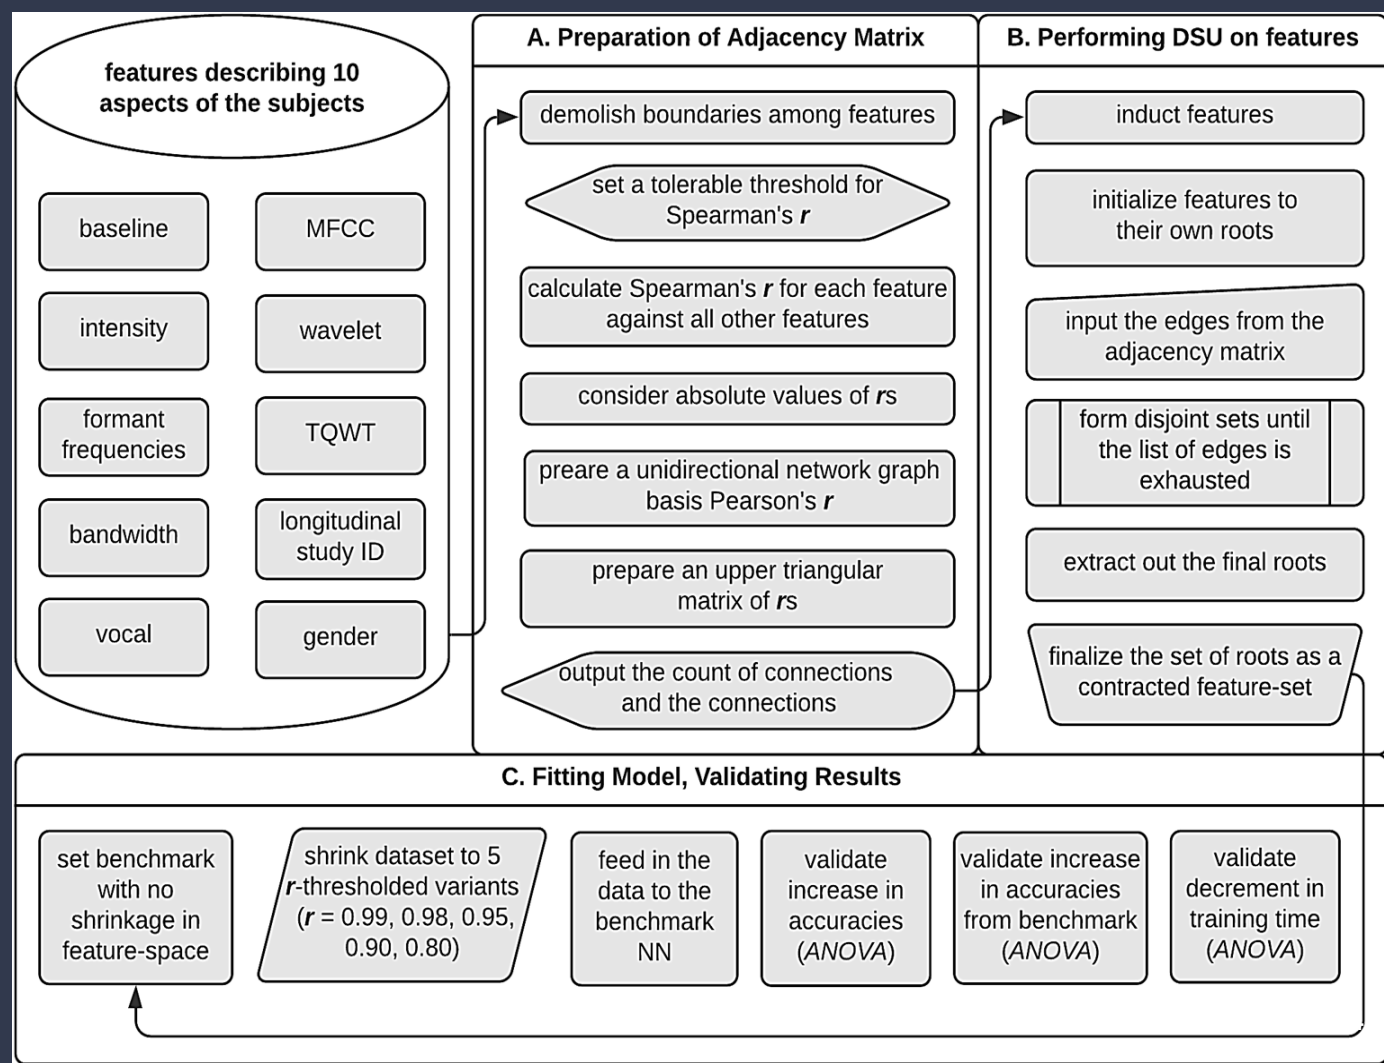 features describing 10
aspects of the subjects
baseline
MFCC
intensity
wavelet
formant
frequencies
TQWT
bandwidth
longitudinal
study ID
vocal
gender
A. Preparation of Adjacency Matrix
demolish boundaries among features
set a tolerable threshold for
Spearman's r
calculate Spearman's r for each feature
against all other features
consider absolute values of rs
preare a unidirectional network graph
basis Pearson's r
prepare an upper triangular
matrix of rs
output the count of connections
and the connections
B. Performing DSU on features
induct features
initialize features to
their own roots
input the edges from the
adjacency matrix
form disjoint sets until
the list of edges is
exhausted
extract out the final roots
finalize the set of roots as a
contracted feature-set
C. Fitting Model, Validating Results
set benchmark
with no
shrinkage in
feature-space
shrink dataset to 5
r-thresholded variants
(r = 0.99, 0.98, 0.95,
0.90, 0.80)
feed in the
data to the
benchmark
NN
validate
increase in
accuracies
(ANOVA)
validate increase
in accuracies
from benchmark
(ANOVA)
validate
decrement in
training time
(ANOVA)